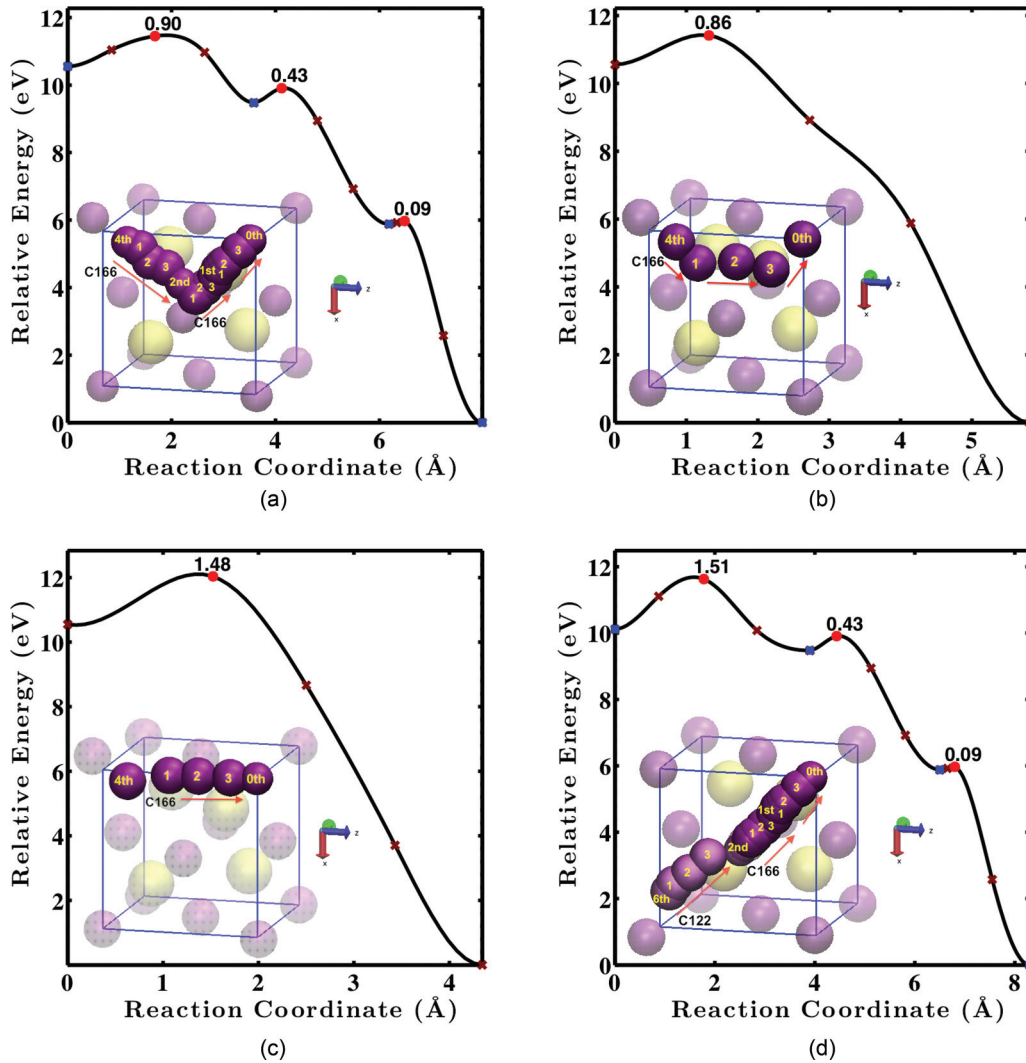 12
10
8
6
4
2
0
Relative Energy (eV)
0.90
0.43
0.09
4th
1
2
3
2nd
1
2
3
1st
1
2
3
0th
C166
C166
z
x
0 2 4 6
Reaction Coordinate (Å)
(a)
12
10
8
6
4
2
0
Relative Energy (eV)
0.86
4th
1
2
3
0th
C166
z
x
0 1 2 3 4 5
Reaction Coordinate (Å)
(b)
12
10
8
6
4
2
0
Relative Energy (eV)
1.48
4th 1 2 3 0th
C166
z
x
0 1 2 3 4
Reaction Coordinate (Å)
(c)
12
10
8
6
4
2
0
Relative Energy (eV)
1.51
0.43
0.09
0th
3
2
1
1st
3
2
1
2nd
3
2
1
6th
C166
C122
z
x
0 2 4 6 8
Reaction Coordinate (Å)
(d)